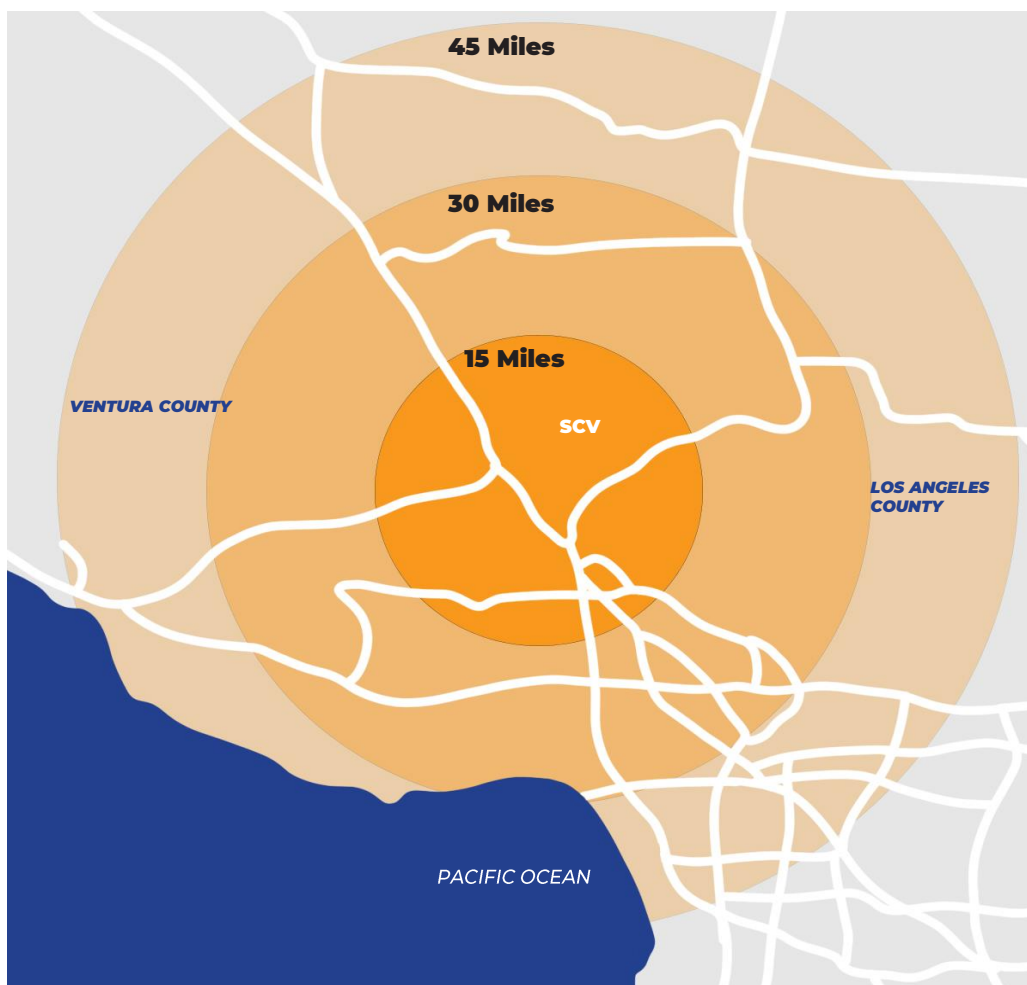 45 Miles
30 Miles
15 Miles
VENTURA COUNTY
SCV
LOS ANGELES
COUNTY
PACIFIC OCEAN